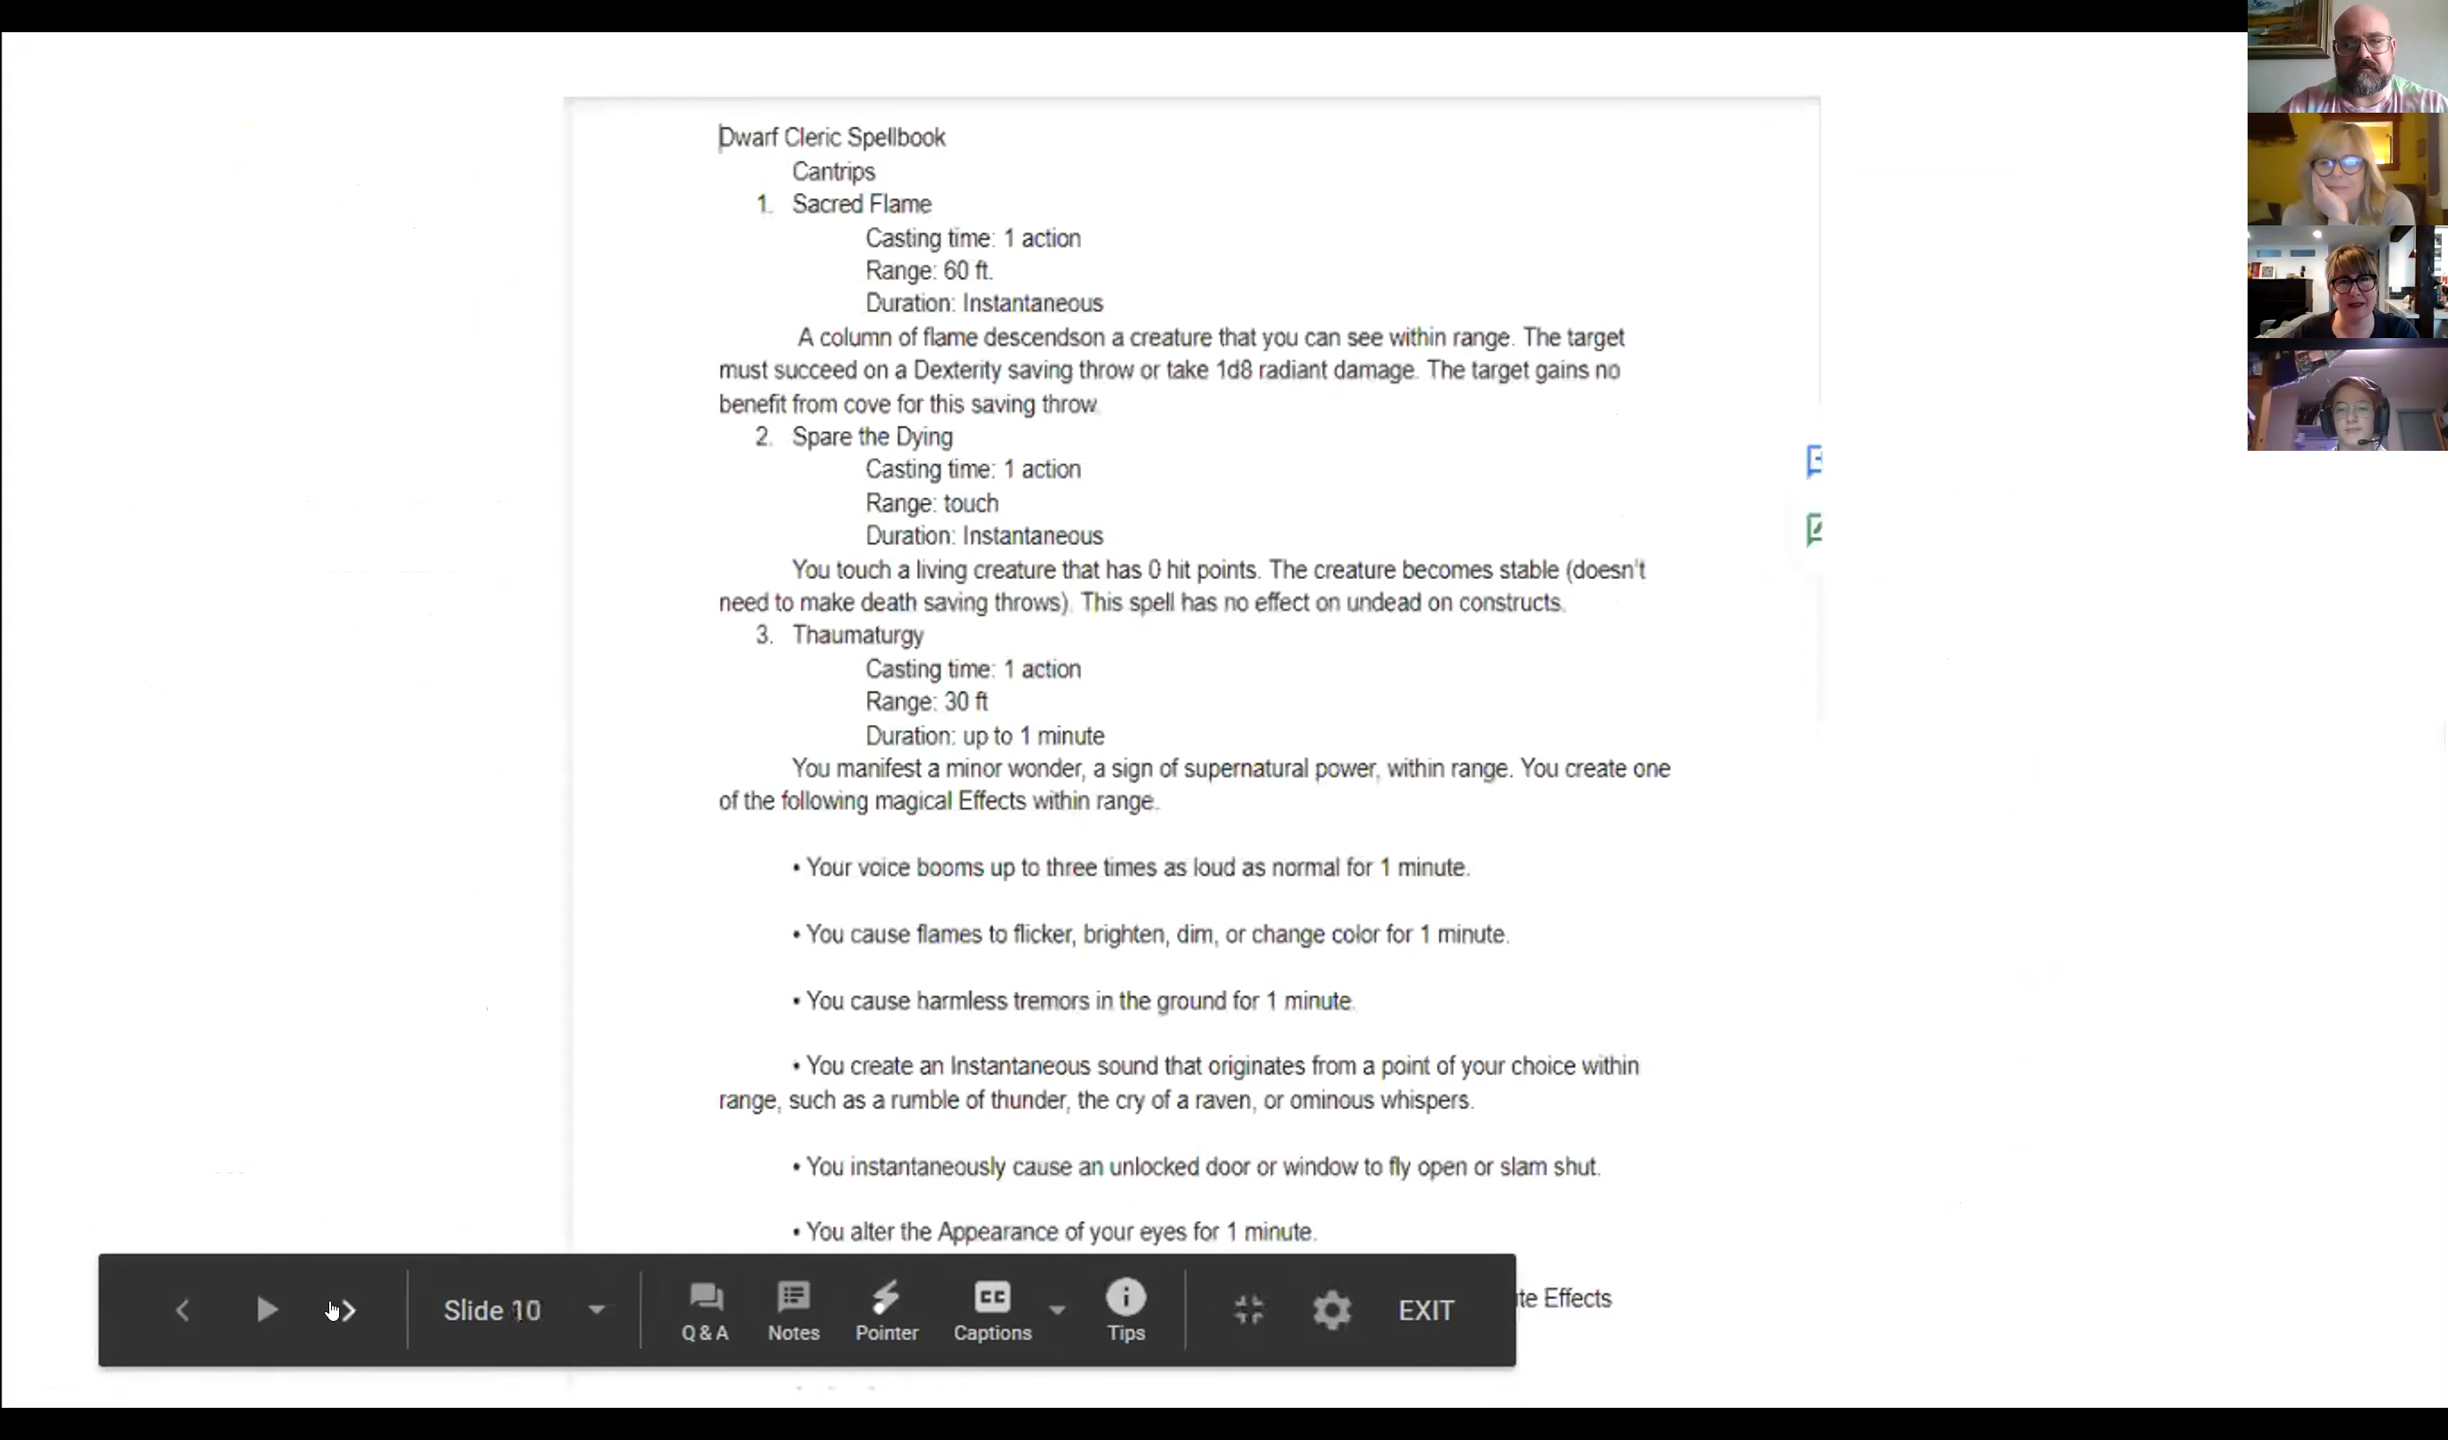 Dwarf Cleric Spellbook
Cantrips
1. Sacred Flame
Casting time: 1 action
Range: 60 ft.
Duration: Instantaneous
A column of flame descendson a creature that you can see within range. The target
must succeed on a Dexterity saving throw or take 1d8 radiant damage. The target gains no
benefit from cove for this saving throw.
2. Spare the Dying
Casting time: 1 action
Range: touch
Duration: Instantaneous
You touch a living creature that has 0 hit points. The creature becomes stable (doesn't
need to make death saving throws). This spell has no effect on undead on constructs.
3. Thaumaturgy
Casting time: 1 action
Range: 30 ft
Duration: up to 1 minute
You manifest a minor wonder, a sign of supernatural power, within range. You create one
of the following magical Effects within range.
• Your voice booms up to three times as loud as normal for 1 minute.
• You cause flames to flicker, brighten, dim, or change color for 1 minute.
• You cause harmless tremors in the ground for 1 minute.
• You create an Instantaneous sound that originates from a point of your choice within
range, such as a rumble of thunder, the cry of a raven, or ominous whispers.
• You instantaneously cause an unlocked door or window to fly open or slam shut.
• You alter the Appearance of your eyes for 1 minute.
Effects
Slide 10
Q & A
Notes
Pointer
CC
Captions
Tips
EXIT